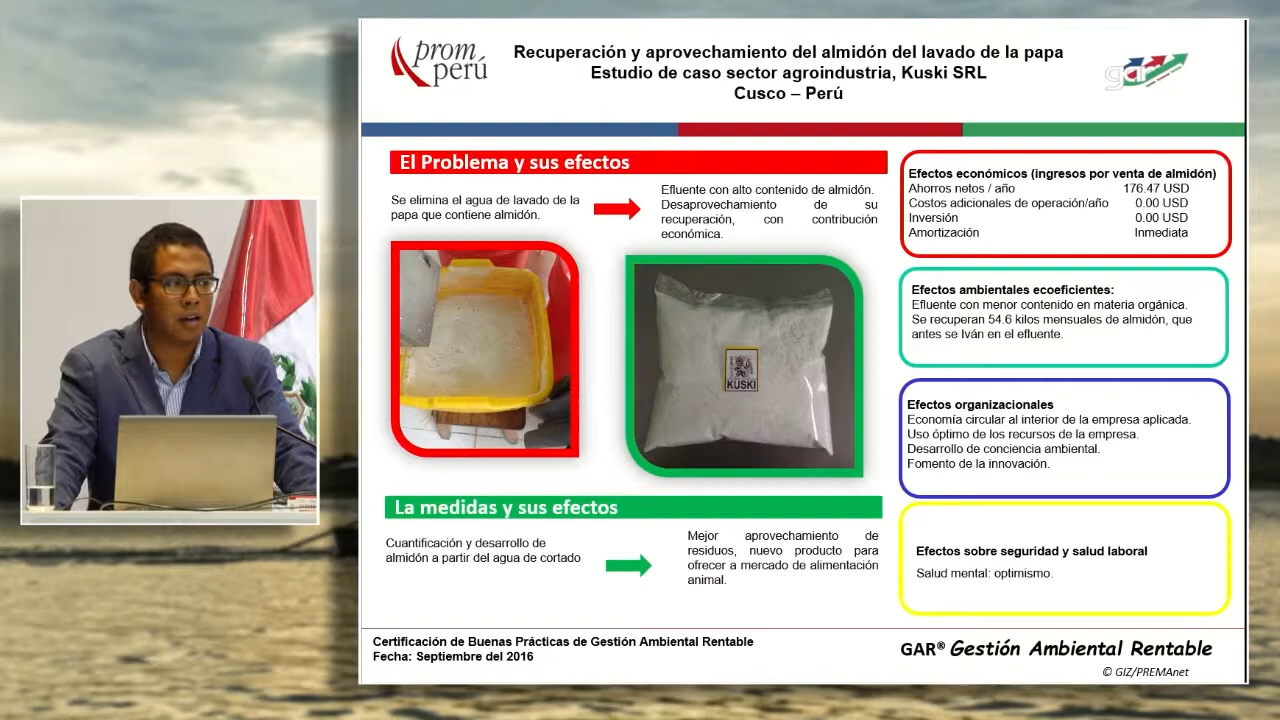 prom
perú
Recuperación y aprovechamiento del almidón del lavado de la papa
Estudio de caso sector agroindustria, Kuski SRL
Cusco – Perú
gar
El Problema y sus efectos
Se elimina el agua de lavado de la
papa que contiene almidón.
Efluente con alto contenido de almidón.
Desaprovechamiento de su
recuperación, con contribución
económica.
KUSKI
La medidas y sus efectos
Cuantificación y desarrollo de
almidón a partir del agua de cortado
Mejor aprovechamiento de
residuos, nuevo producto para
ofrecer a mercado de alimentación
animal.
Efectos económicos (ingresos por venta de almidón)
Ahorros netos / año 176.47 USD
Costos adicionales de operación/año 0.00 USD
Inversión 0.00 USD
Amortización Inmediata
Efectos ambientales ecoeficientes:
Efluente con menor contenido en materia orgánica.
Se recuperan 54.6 kilos mensuales de almidón, que
antes se Iván en el efluente.
Efectos organizacionales
Economía circular al interior de la empresa aplicada.
Uso óptimo de los recursos de la empresa.
Desarrollo de conciencia ambiental.
Fomento de la innovación.
Efectos sobre seguridad y salud laboral
Salud mental: optimismo.
Certificación de Buenas Prácticas de Gestión Ambiental Rentable
Fecha: Septiembre del 2016
GAR® Gestión Ambiental Rentable
© GIZ/PREMAnet